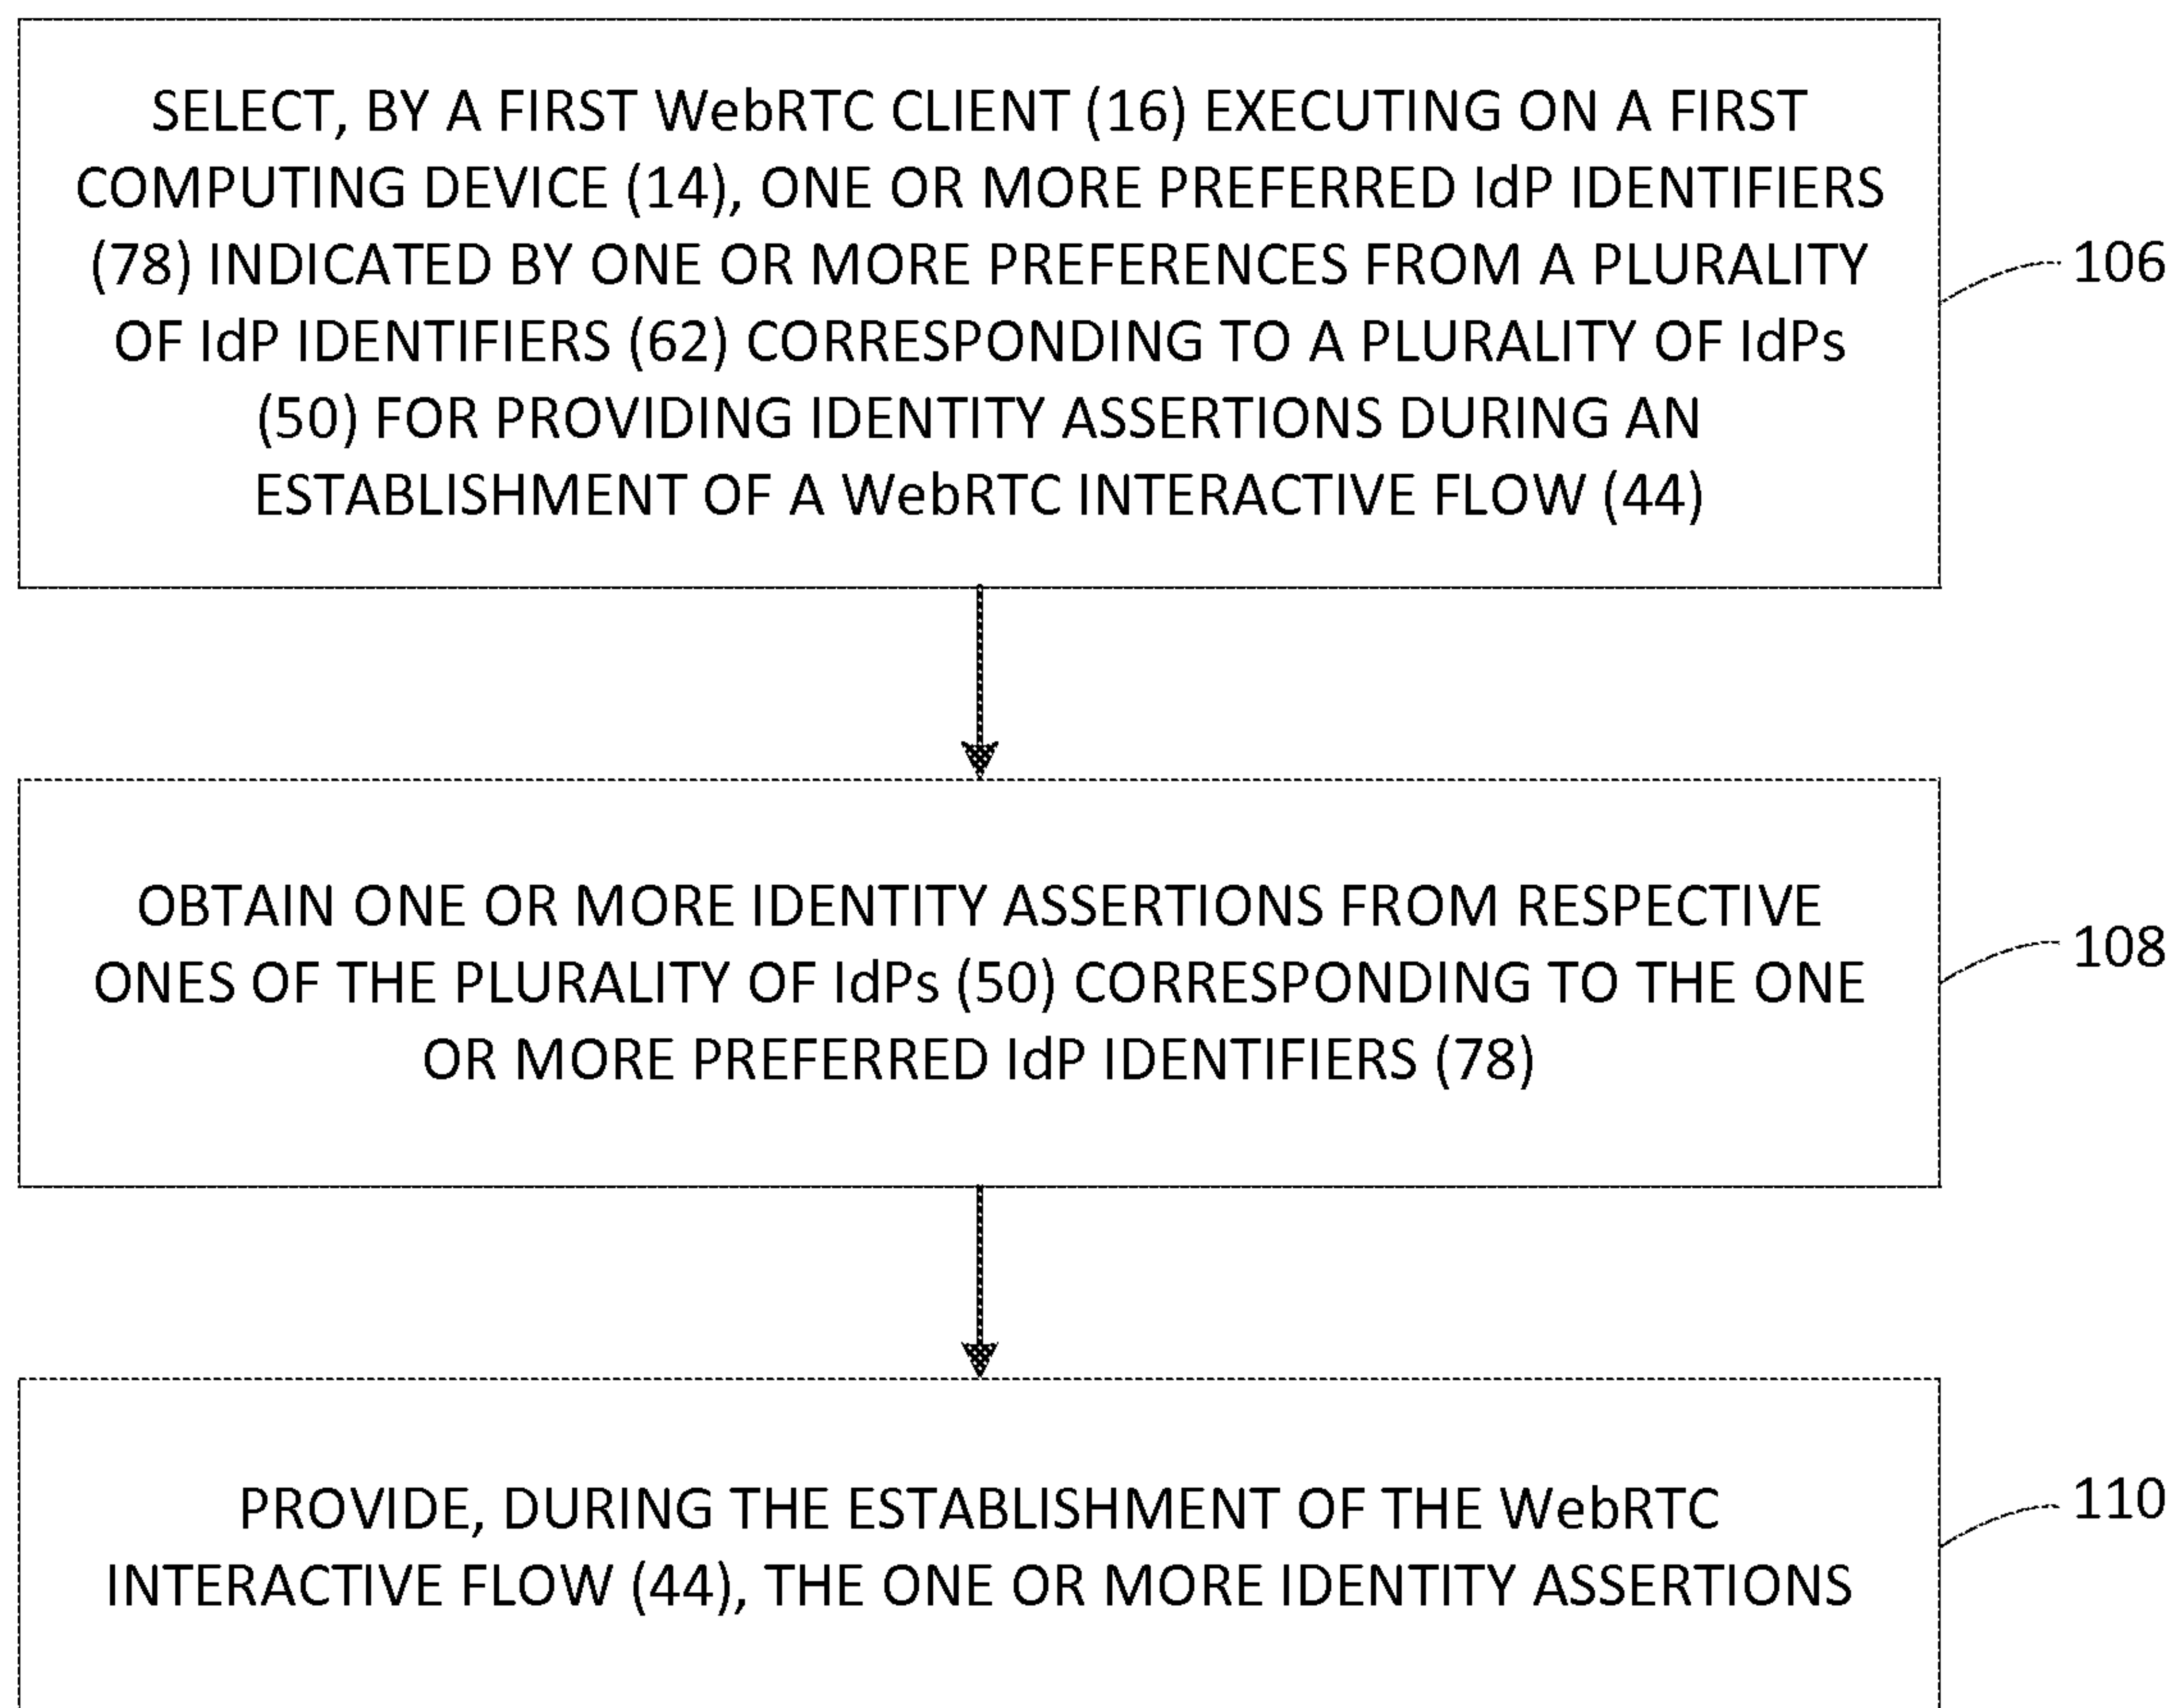 SELECT, BY A FIRST WebRTC CLIENT (16) EXECUTING ON A FIRST
COMPUTING DEVICE (14), ONE OR MORE PREFERRED IdP IDENTIFIERS
(78) INDICATED BY ONE OR MORE PREFERENCES FROM A PLURALITY
OF IdP IDENTIFIERS (62) CORRESPONDING TO A PLURALITY OF IdPs
(50) FOR PROVIDING IDENTITY ASSERTIONS DURING AN
ESTABLISHMENT OF A WebRTC INTERACTIVE FLOW (44)
106
OBTAIN ONE OR MORE IDENTITY ASSERTIONS FROM RESPECTIVE
ONES OF THE PLURALITY OF IdPs (50) CORRESPONDING TO THE ONE
OR MORE PREFERRED IdP IDENTIFIERS (78)
108
PROVIDE, DURING THE ESTABLISHMENT OF THE WebRTC
INTERACTIVE FLOW (44), THE ONE OR MORE IDENTITY ASSERTIONS
110